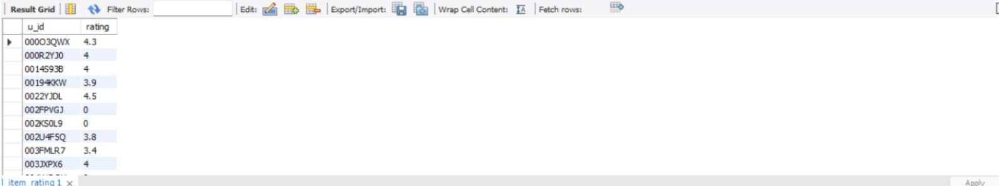 Result Grid Filter Rows: Edit: Export/Import: Wrap Cell Content: Fetch rows:
u_id rating
000O3QWX 4.3
000R2YJ0 4
0014S93B 4
00194KKW 3.9
0022YJDL 4.5
002FPVGJ 0
002KS0L9 0
002U4F5Q 3.8
003FMLR7 3.4
003JXPX6 4
item_rating 1 Apply